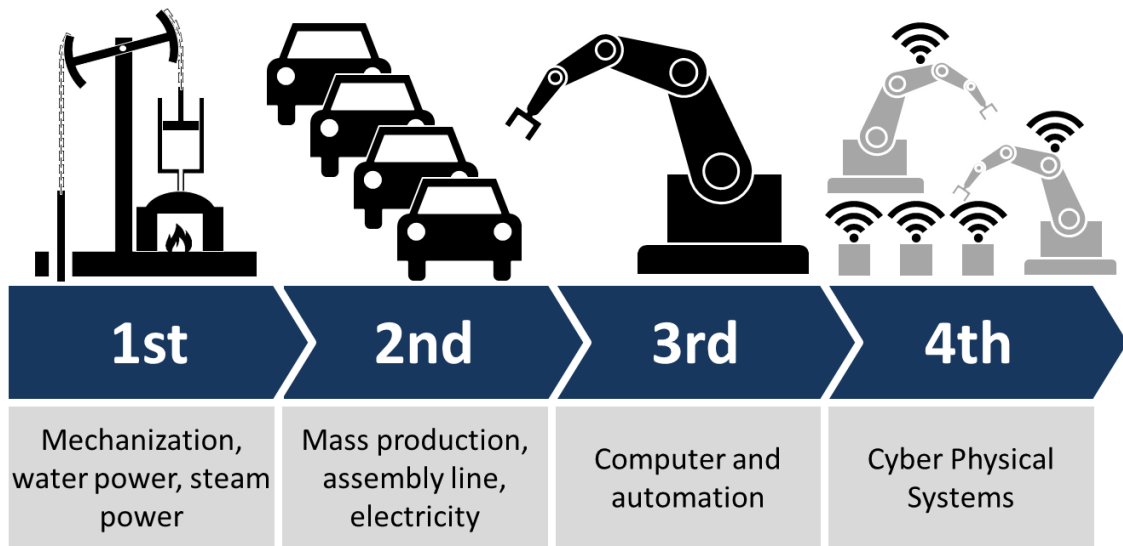 1st
2nd
3rd
4th
Mechanization,
water power, steam
power
Mass production,
assembly line,
electricity
Computer and
automation
Cyber Physical
Systems